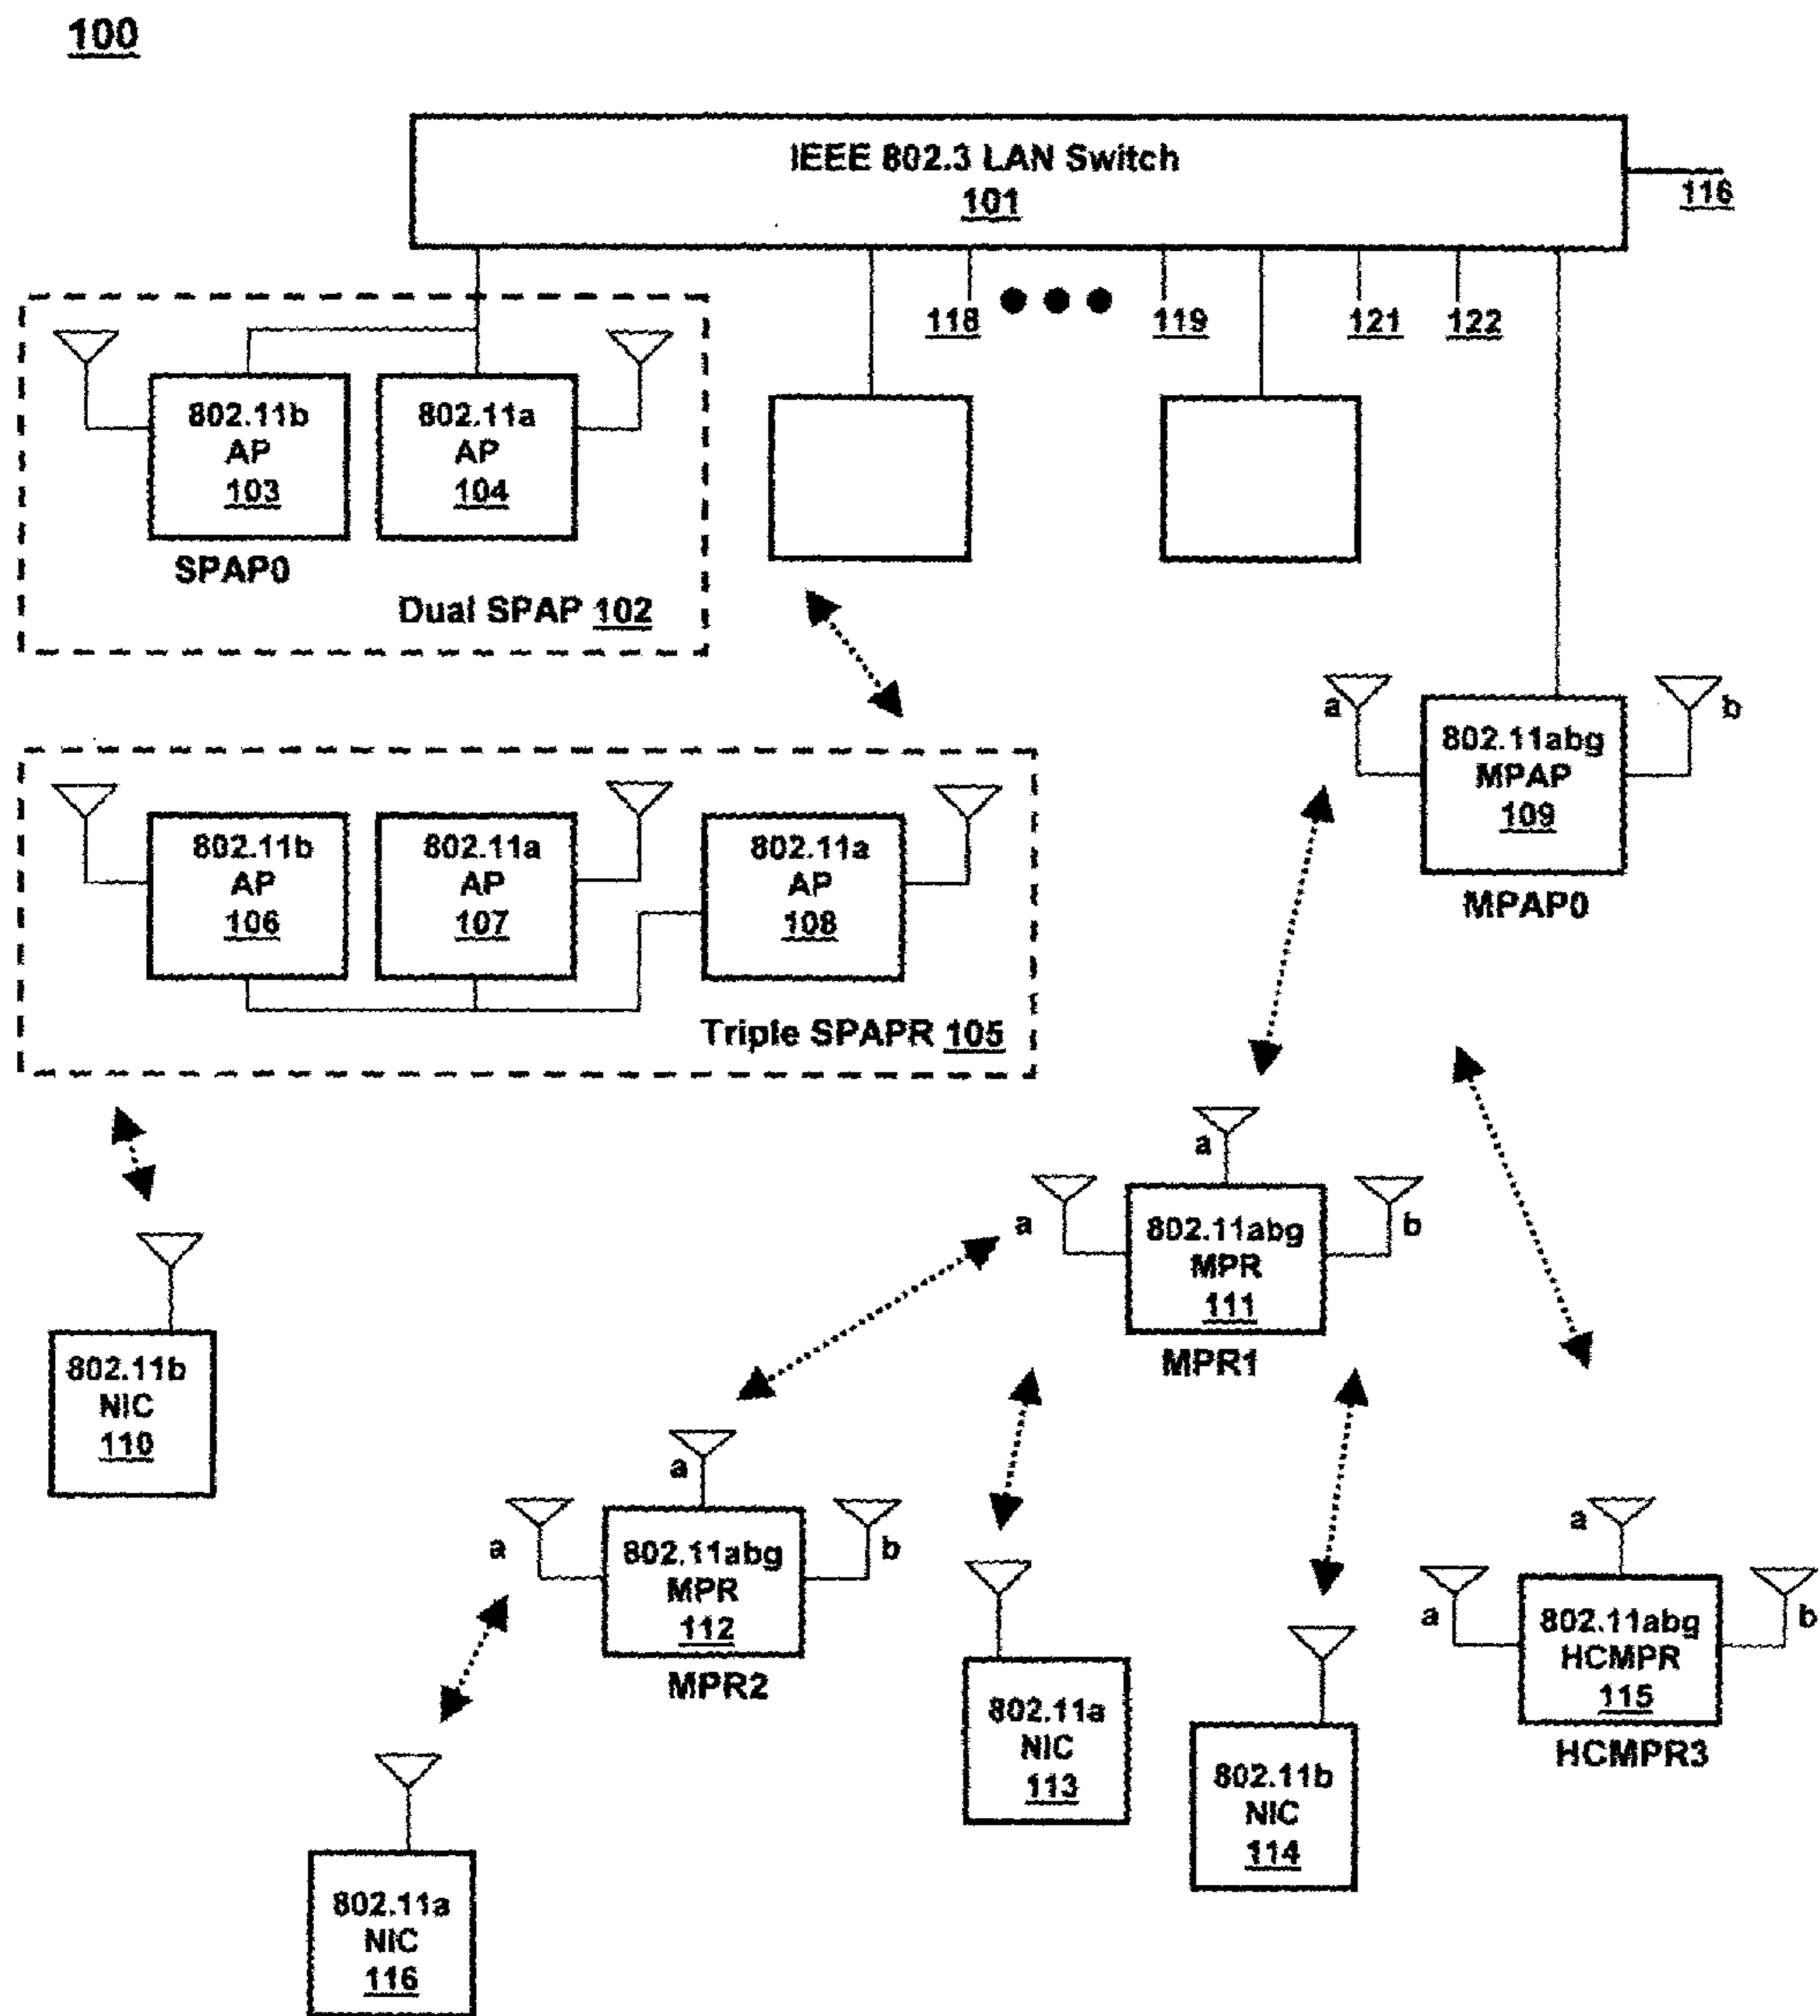 100
IEEE 802.3 LAN Switch
101
116
118
119
121
122
802.11b
AP
103
802.11a
AP
104
SPAP0
Dual SPAP 102
a
802.11abg
MPAP
109
b
MPAP0
802.11b
AP
106
802.11a
AP
107
802.11a
AP
108
Triple SPAPR 105
a
a
802.11abg
MPR
111
b
MPR1
802.11b
NIC
110
a
a
802.11abg
MPR
112
b
MPR2
802.11a
NIC
113
802.11b
NIC
114
a
a
802.11abg
HCMPR
115
b
HCMPR3
802.11a
NIC
116